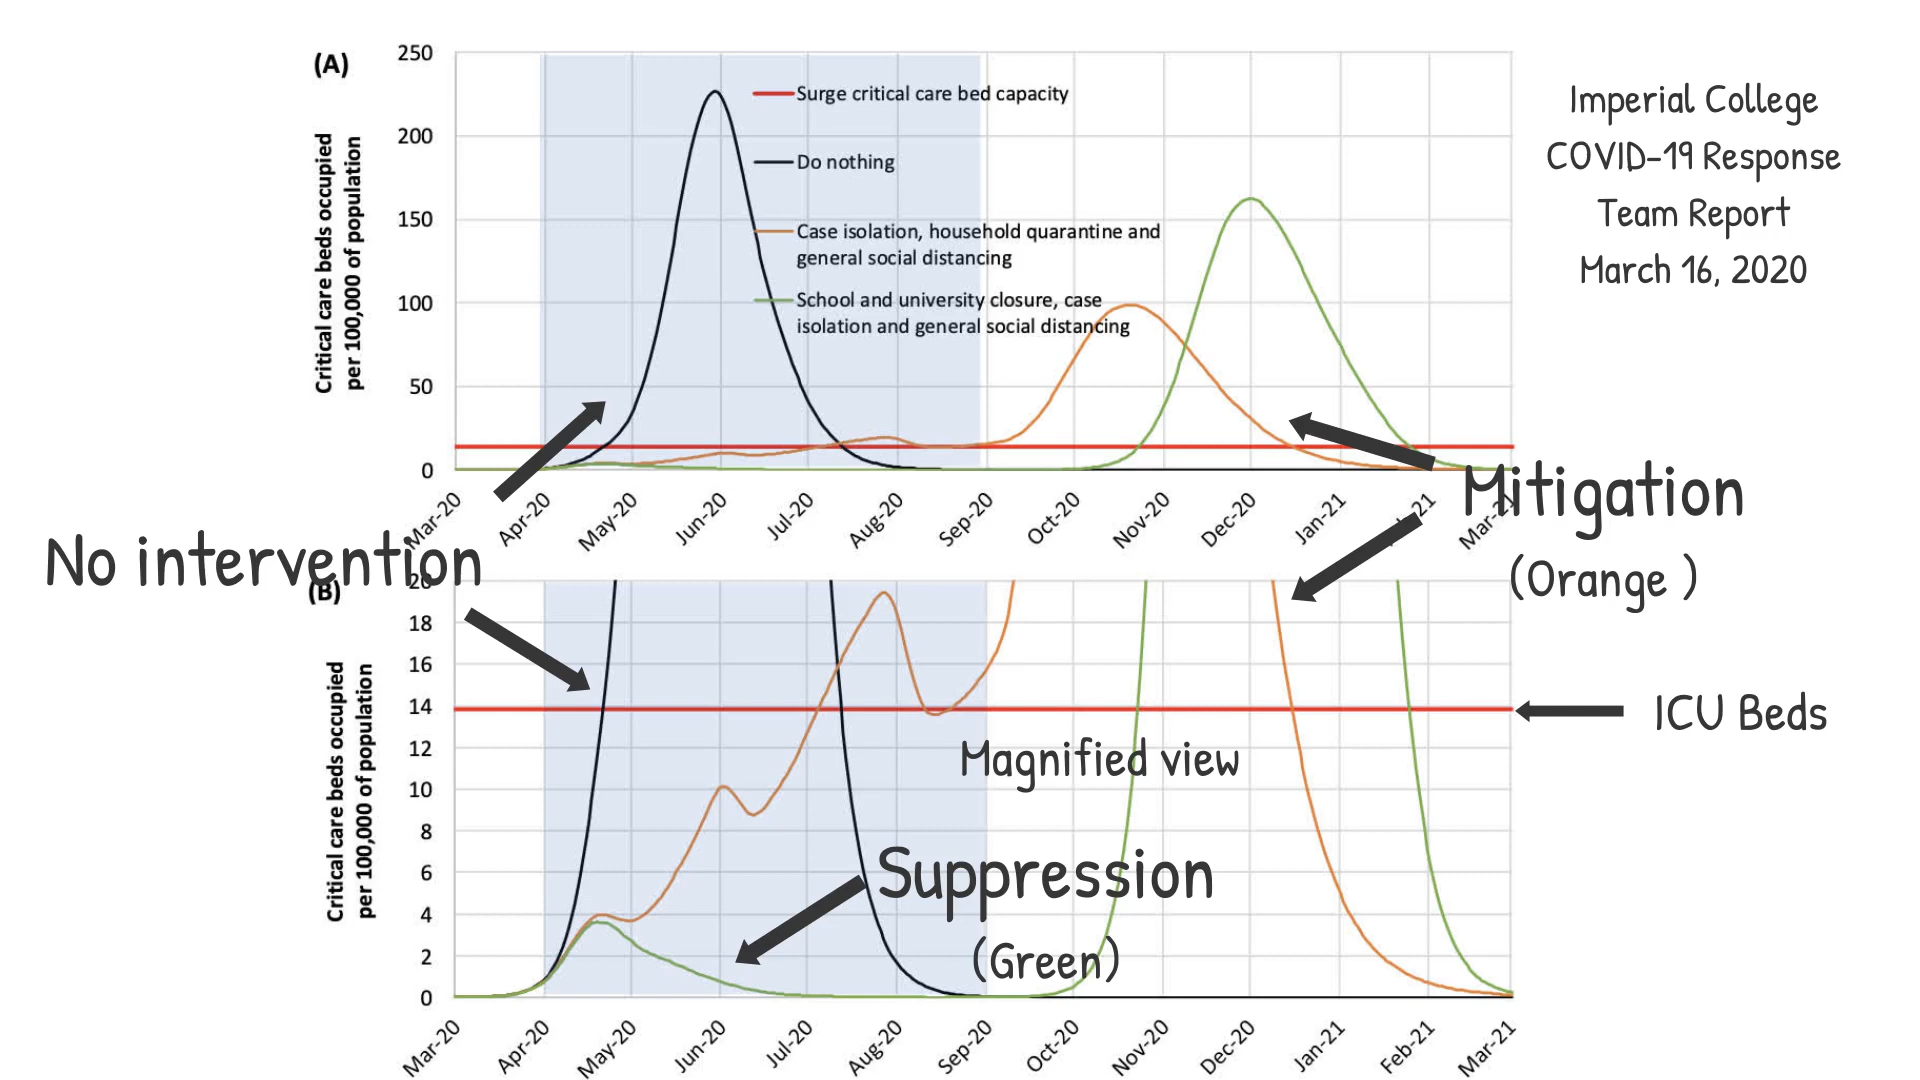 (A)
250
200
150
100
50
0
Critical care beds occupied
per 100,000 of population
Surge critical care bed capacity
Do nothing
Case isolation, household quarantine and
general social distancing
School and university closure, case
isolation and general social distancing
Mar-20
Apr-20
May-20
Jun-20
Jul-20
Aug-20
Sep-20
Oct-20
Nov-20
Dec-20
Jan-21
Mar-21
Imperial College
COVID-19 Response
Team Report
March 16, 2020
No intervention
Mitigation
(Orange )
(B)
20
18
16
14
12
10
8
6
4
2
0
Critical care beds occupied
per 100,000 of population
ICU Beds
Magnified view
Suppression
(Green)
Mar-20
Apr-20
May-20
Jun-20
Jul-20
Aug-20
Sep-20
Oct-20
Nov-20
Dec-20
Jan-21
Feb-21
Mar-21